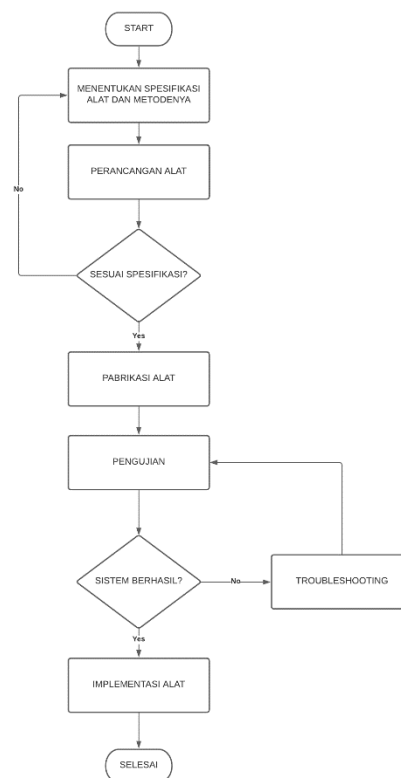 START
MENENTUKAN SPESIFIKASI
ALAT DAN METODENYA
PERANCANGAN ALAT
No
SESUAI SPESIFIKASI?
Yes
PABRIKASI ALAT
PENGUJIAN
SISTEM BERHASIL?
No
TROUBLESHOOTING
Yes
IMPLEMENTASI ALAT
SELESAI